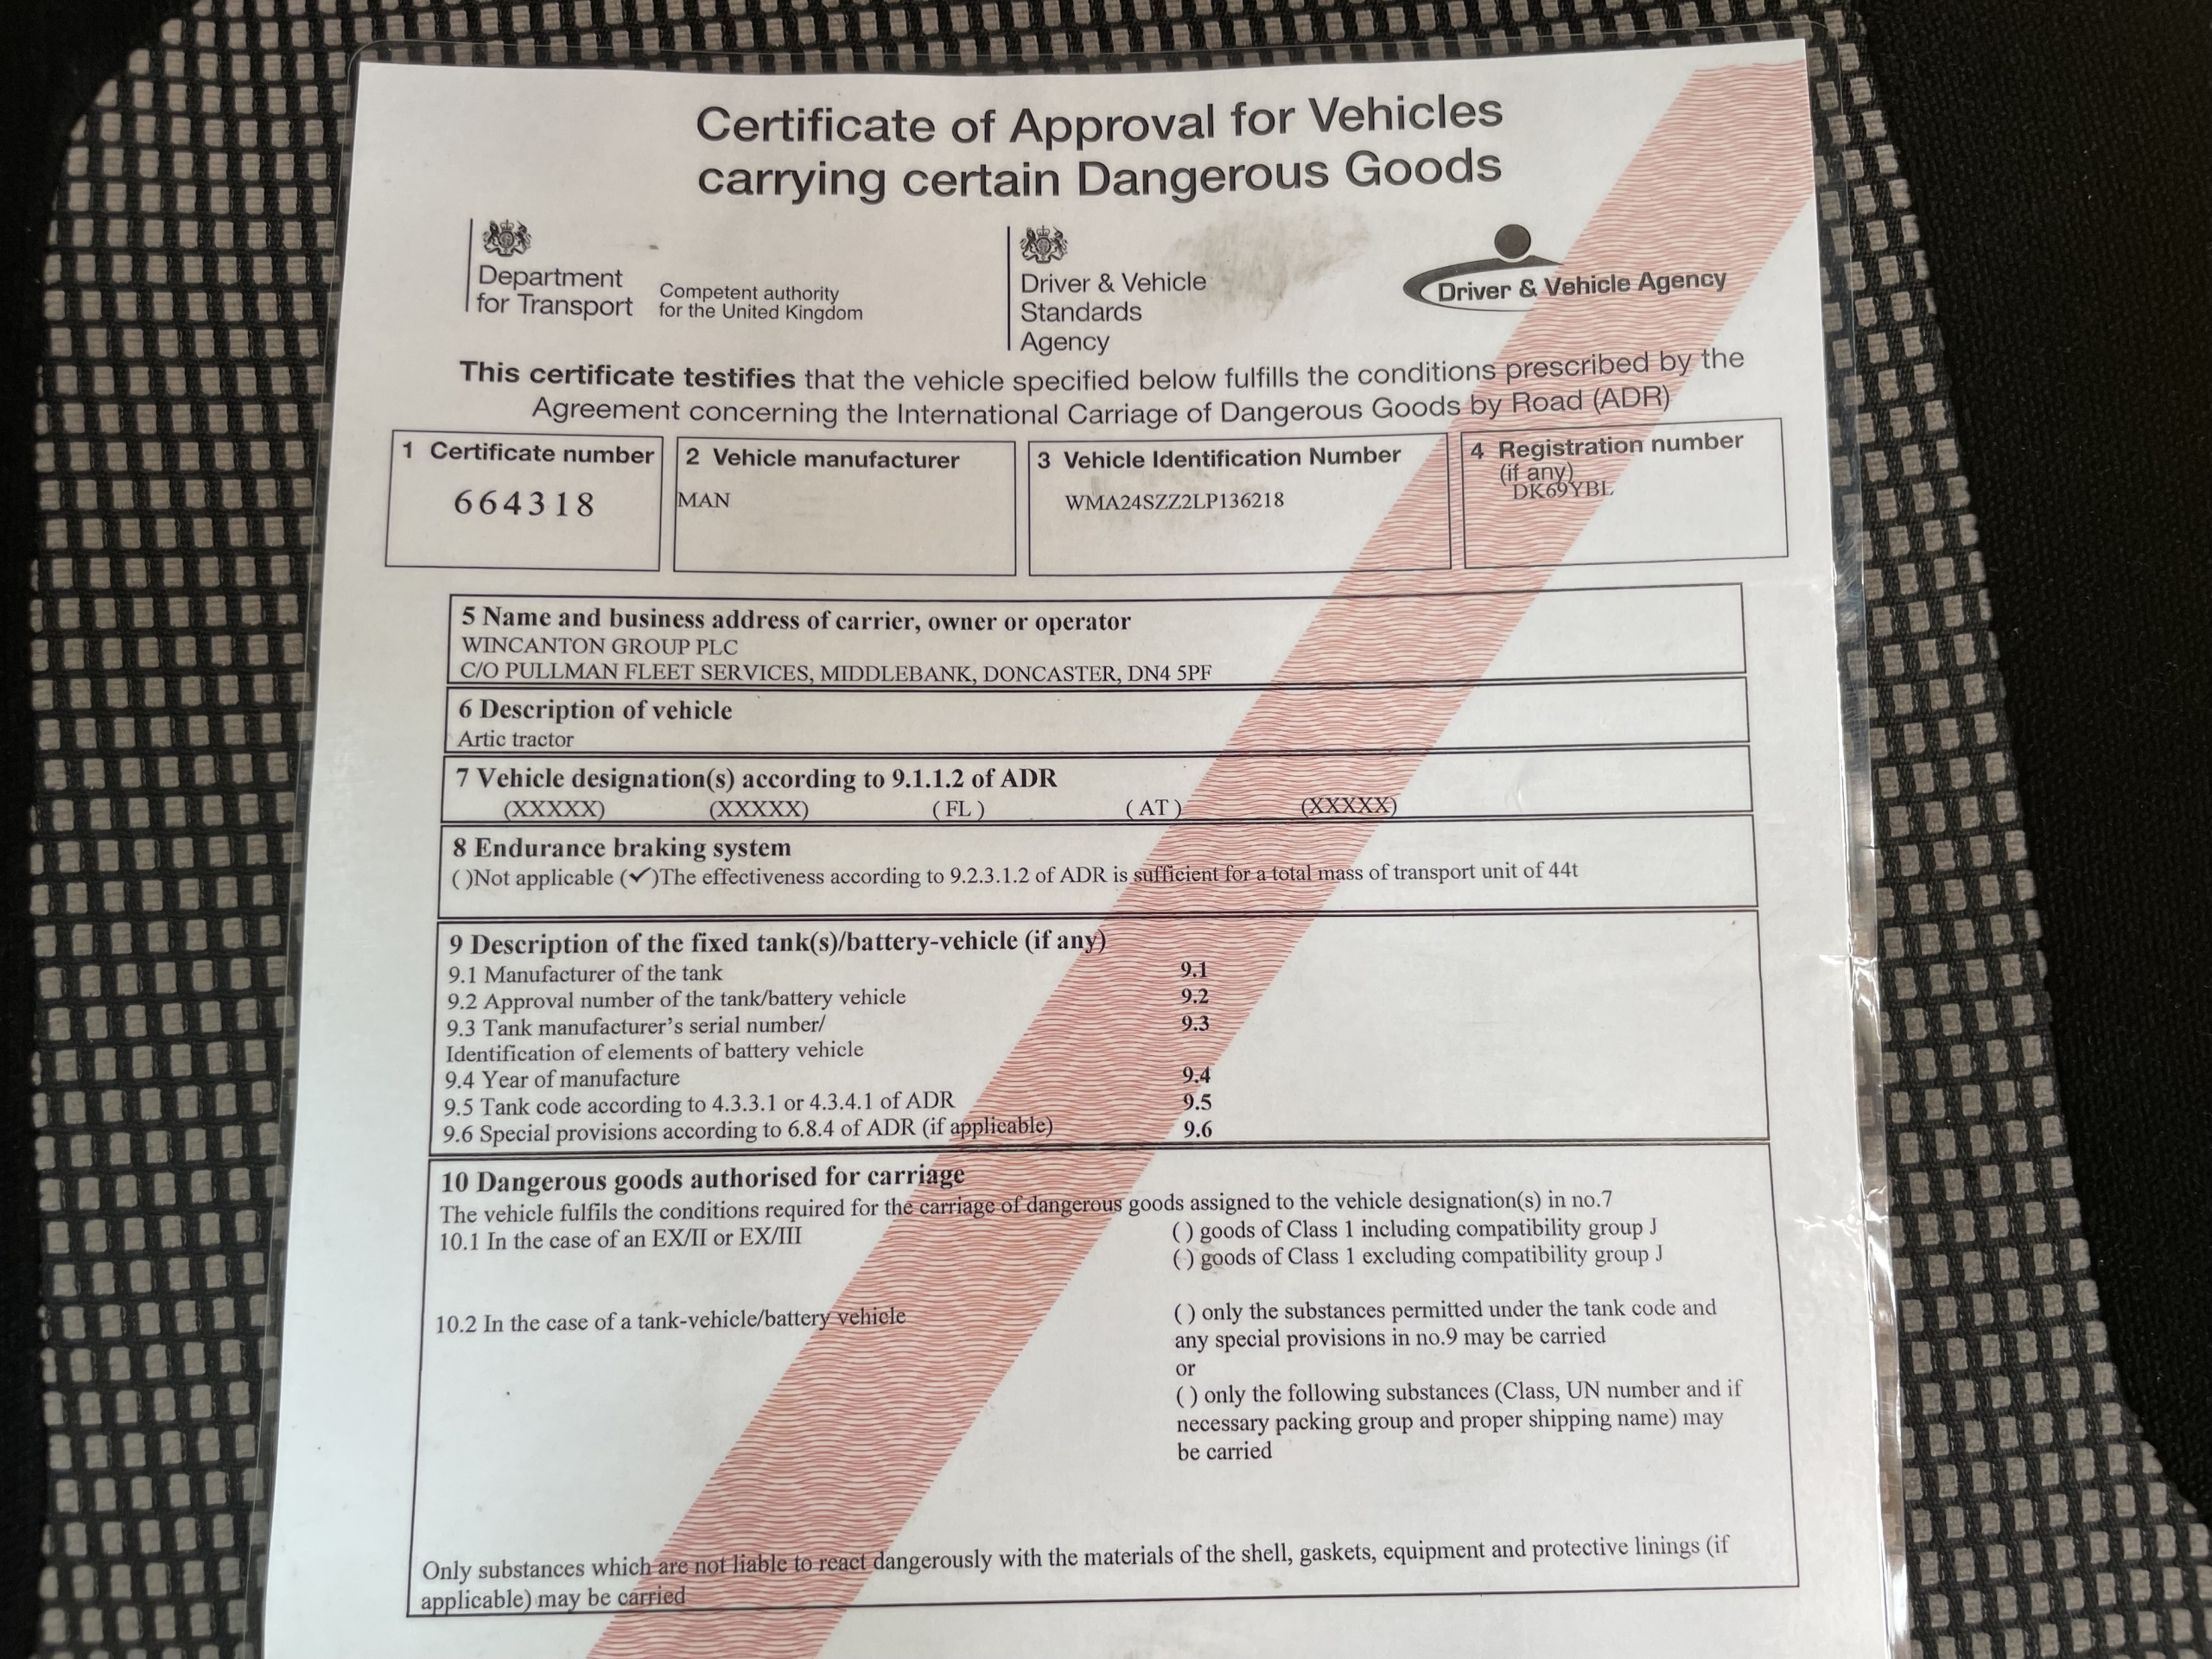 Certificate of Approval for Vehicles
carrying certain Dangerous Goods
Department
for Transport
Competent authority
for the United Kingdom
Driver & Vehicle
Standards
Agency
Driver & Vehicle Agency
This certificate testifies that the vehicle specified below fulfills the conditions prescribed by the
Agreement concerning the International Carriage of Dangerous Goods by Road (ADR)
1 Certificate number
664318
2 Vehicle manufacturer
MAN
3 Vehicle Identification Number
WMA24SZZ2LP136218
4 Registration number
(if any)
DK69YBL
5 Name and business address of carrier, owner or operator
WINCANTON GROUP PLC
C/O PULLMAN FLEET SERVICES, MIDDLEBANK, DONCASTER, DN4 5PF
6 Description of vehicle
Artic tractor
7 Vehicle designation(s) according to 9.1.1.2 of ADR
(XXXXX) (XXXXX) ( FL ) ( AT ) (XXXXX)
8 Endurance braking system
( )Not applicable (✓)The effectiveness according to 9.2.3.1.2 of ADR is sufficient for a total mass of transport unit of 44t
9 Description of the fixed tank(s)/battery-vehicle (if any)
9.1 Manufacturer of the tank 9.1
9.2 Approval number of the tank/battery vehicle 9.2
9.3 Tank manufacturer's serial number/ 9.3
Identification of elements of battery vehicle
9.4 Year of manufacture 9.4
9.5 Tank code according to 4.3.3.1 or 4.3.4.1 of ADR 9.5
9.6 Special provisions according to 6.8.4 of ADR (if applicable) 9.6
10 Dangerous goods authorised for carriage
The vehicle fulfils the conditions required for the carriage of dangerous goods assigned to the vehicle designation(s) in no.7
10.1 In the case of an EX/II or EX/III ( ) goods of Class 1 including compatibility group J
( ) goods of Class 1 excluding compatibility group J
10.2 In the case of a tank-vehicle/battery vehicle ( ) only the substances permitted under the tank code and
any special provisions in no.9 may be carried
or
( ) only the following substances (Class, UN number and if
necessary packing group and proper shipping name) may
be carried
Only substances which are not liable to react dangerously with the materials of the shell, gaskets, equipment and protective linings (if
applicable) may be carried